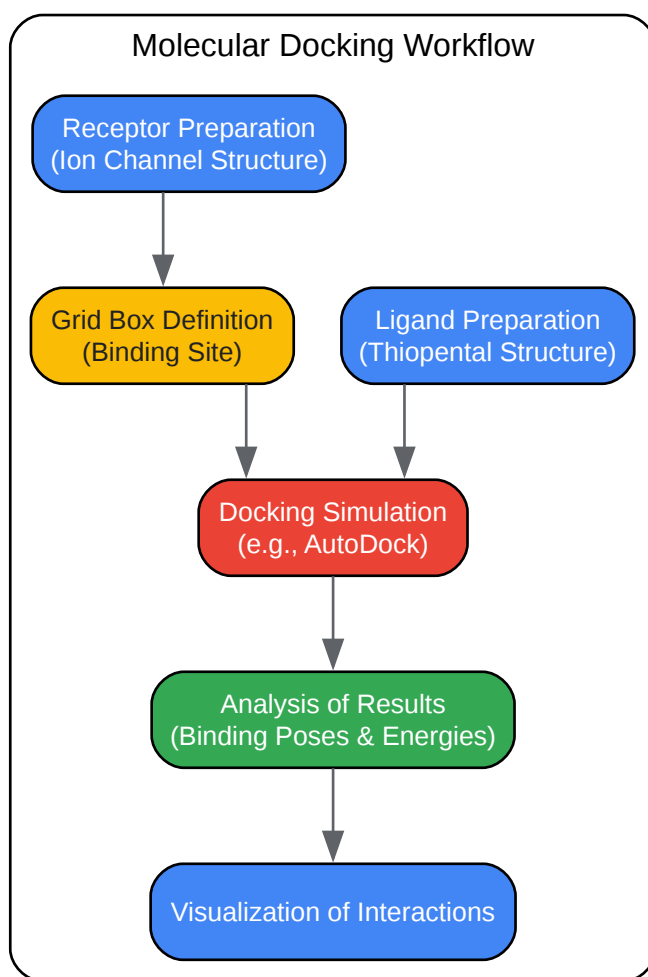 Molecular Docking Workflow
Receptor Preparation
(Ion Channel Structure)
Grid Box Definition
(Binding Site)
Ligand Preparation
(Thiopental Structure)
Docking Simulation
(e.g., AutoDock)
Analysis of Results
(Binding Poses & Energies)
Visualization of Interactions